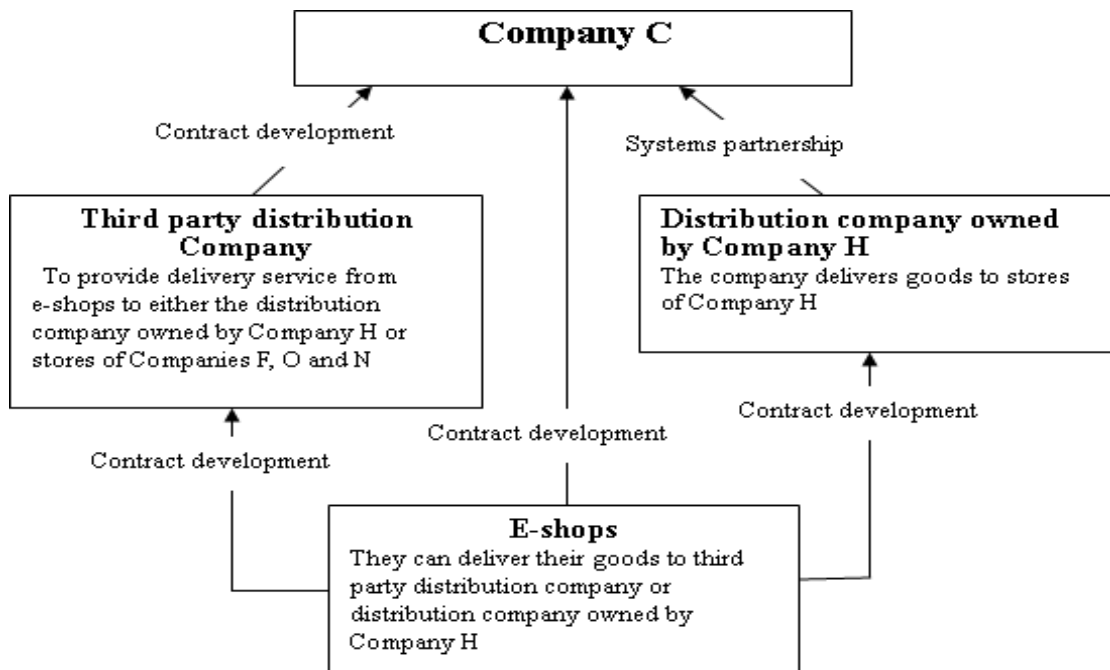 Company C
Contract development
Systems partnership
Third party distribution
Company
To provide delivery service from
e-shops to either the distribution
company owned by Company H or
stores of Companies F, O and N
Distribution company owned
by Company H
The company delivers goods to stores
of Company H
Contract development
Contract development
Contract development
E-shops
They can deliver their goods to third
party distribution company or
distribution company owned by
Company H